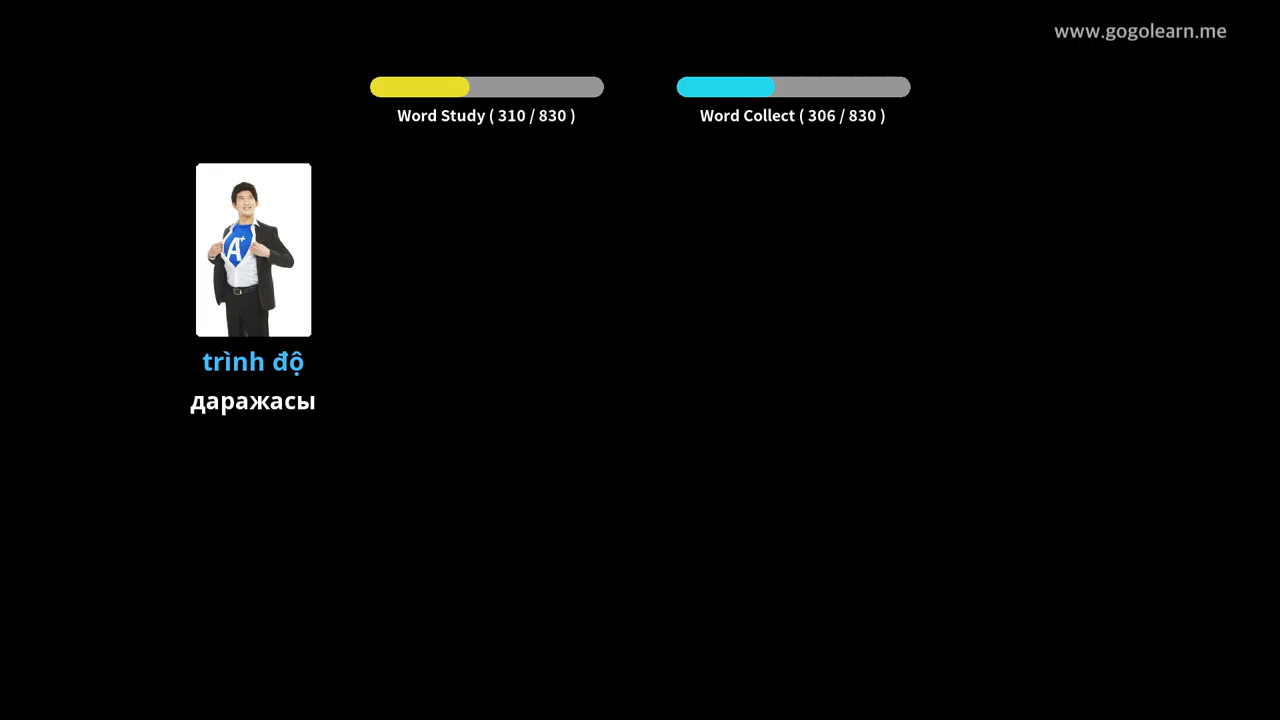 www.gogolearn.me
Word Study ( 310 / 830 )
Word Collect ( 306 / 830 )
A+
trình độ
даражасы